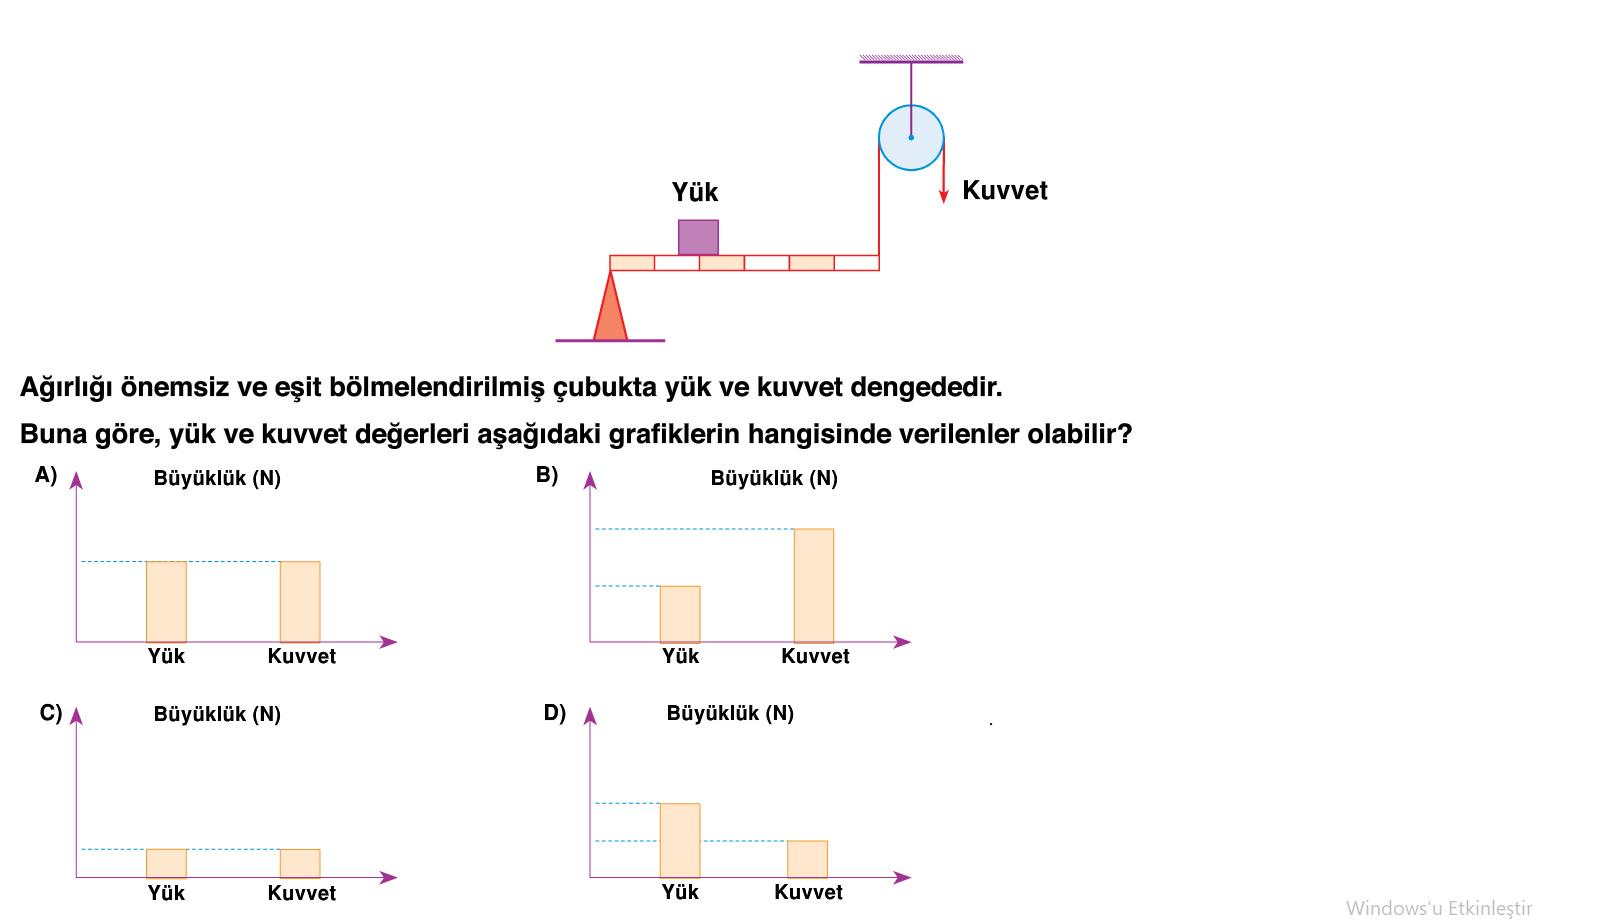 Yük
Kuvvet
Ağırlığı önemsiz ve eşit bölmelendirilmiş çubukta yük ve kuvvet dengededir.
Buna göre, yük ve kuvvet değerleri aşağıdaki grafiklerin hangisinde verilenler olabilir?
A) Büyüklük (N)
Yük Kuvvet
B) Büyüklük (N)
Yük Kuvvet
C) Büyüklük (N)
Yük Kuvvet
D) Büyüklük (N)
Yük Kuvvet
Windows'u Etkinleştir